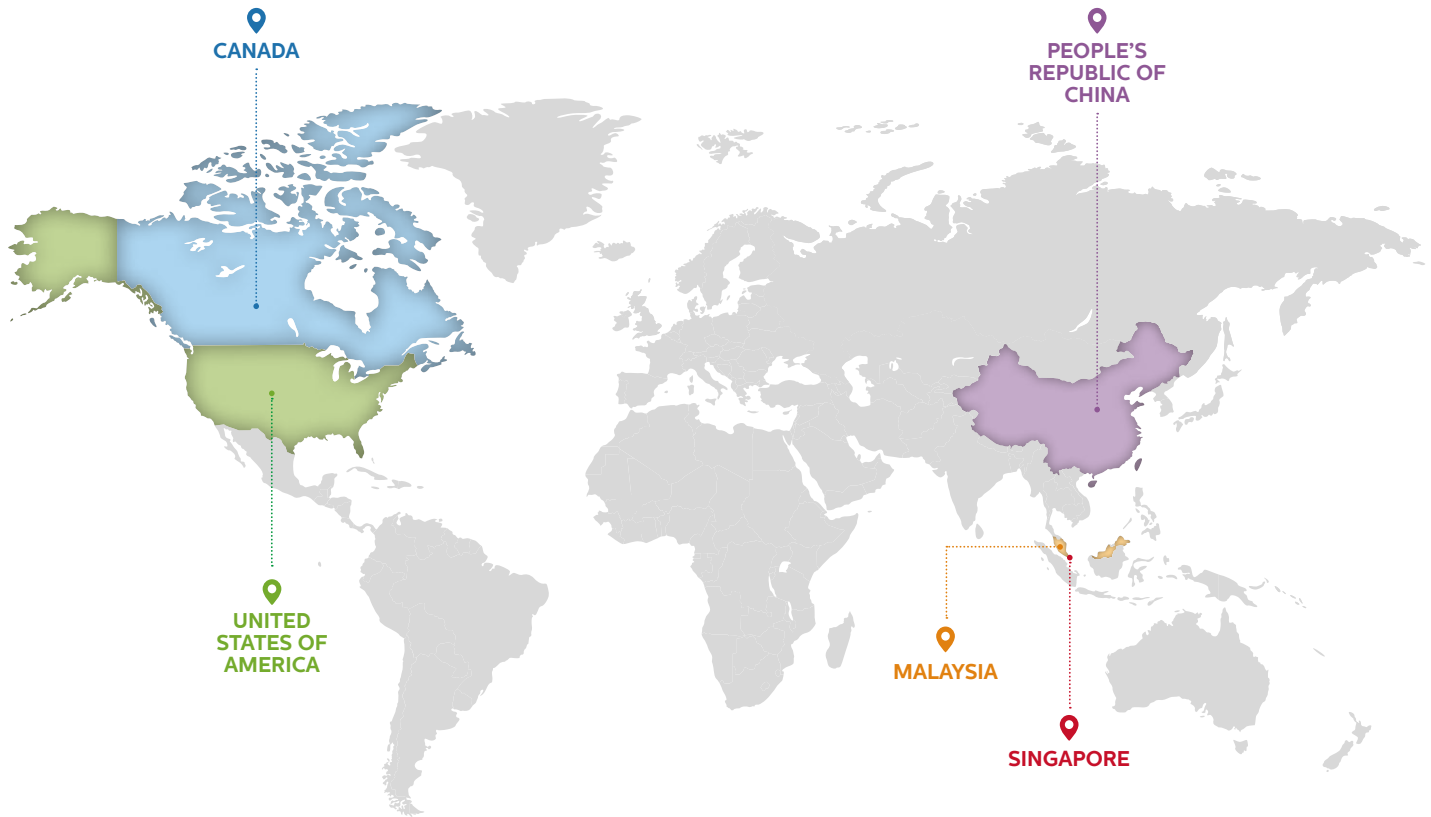 CANADA
PEOPLE’S
REPUBLIC OF
CHINA
UNITED
STATES OF
AMERICA
MALAYSIA
SINGAPORE